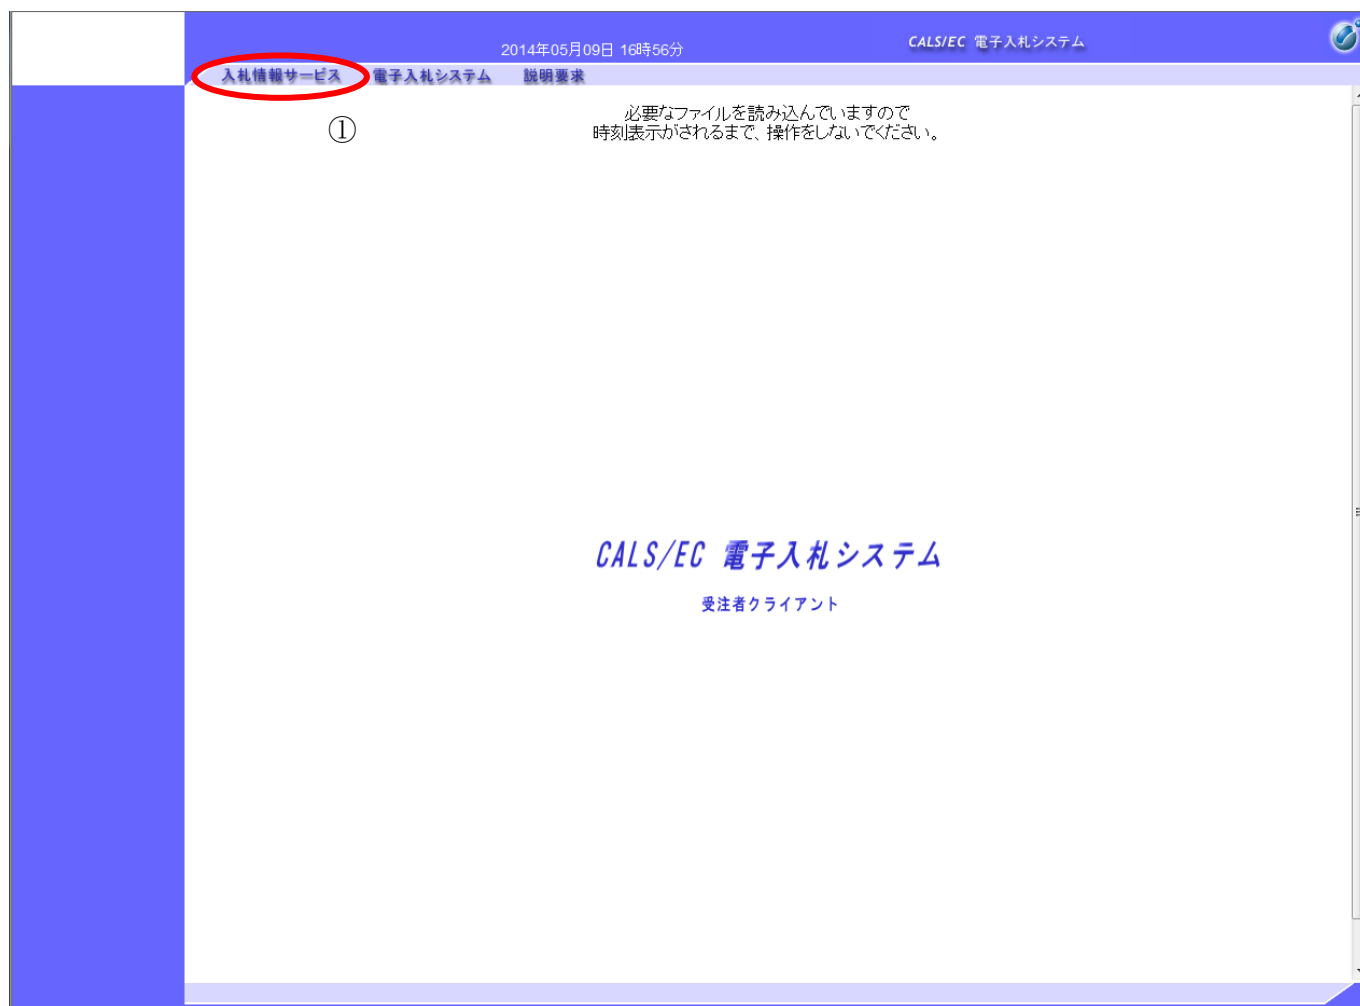 2014年05月09日 16時56分
CALS/EC 電子入札システム
入札情報サービス 電子入札システム 説明要求
①
必要なファイルを読み込んでいますので
時刻表示がされるまで、操作をしないでください。
CALS/EC 電子入札システム
受注者クライアント